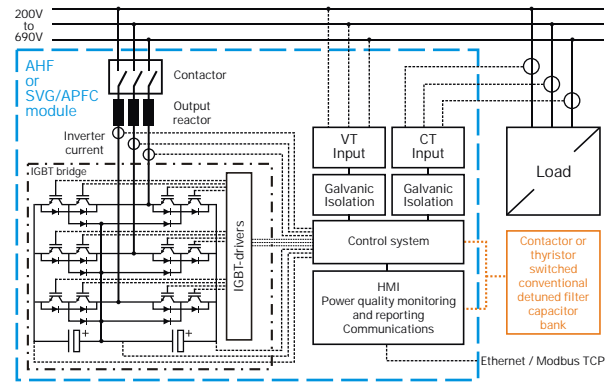 200V
to
690V
AHF
or
SVG/APFC
module
Contactor
Output
reactor
Inverter
current
IGBT bridge
IGBT-drivers
VT
Input
CT
Input
Galvanic
Isolation
Galvanic
Isolation
Control system
HMI
Power quality monitoring
and reporting
Communications
Load
Contactor or
thyristor
switched
conventional
detuned filter
capacitor
bank
Ethernet / Modbus TCP
+
+